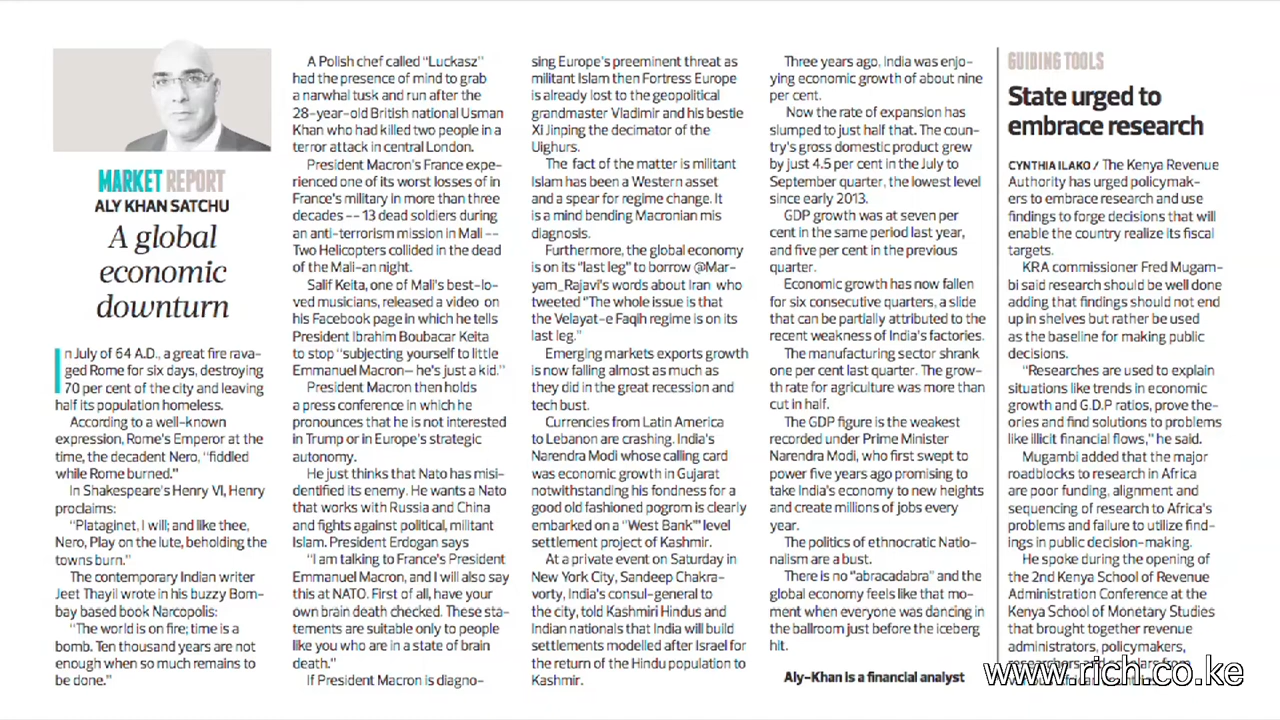 MARKET REPORT
ALY KHAN SATCHU
A global
economic
downturn
In July of 64 A.D., a great fire rava-
ged Rome for six days, destroying
70 per cent of the city and leaving
half its population homeless.
According to a well-known
expression, Rome's Emperor at the
time, the decadent Nero, "fiddled
while Rome burned."
In Shakespeare's Henry VI, Henry
proclaims:
"Plataginet, I will; and like thee,
Nero, Play on the lute, beholding the
towns burn."
The contemporary Indian writer
Jeet Thayil wrote in his buzzy Bom-
bay based book Narcopolis:
"The world is on fire; time is a
bomb. Ten thousand years are not
enough when so much remains to
be done."
A Polish chef called "Luckasz"
had the presence of mind to grab
a narwhal tusk and run after the
28-year-old British national Usman
Khan who had killed two people in a
terror attack in central London.
President Macron's France expe-
rienced one of its worst losses of in
France's military in more than three
decades -- 13 dead soldiers during
an anti-terrorism mission in Mali --
Two Helicopters collided in the dead
of the Mali-an night.
Salif Keita, one of Mali's best-lo-
ved musicians, released a video on
his Facebook page in which he tells
President Ibrahim Boubacar Keita
to stop "subjecting yourself to little
Emmanuel Macron– he's just a kid."
President Macron then holds
a press conference in which he
pronounces that he is not interested
in Trump or in Europe's strategic
autonomy.
He just thinks that Nato has misi-
dentified its enemy. He wants a Nato
that works with Russia and China
and fights against political, militant
Islam. President Erdogan says
"I am talking to France's President
Emmanuel Macron, and I will also say
this at NATO. First of all, have your
own brain death checked. These sta-
tements are suitable only to people
like you who are in a state of brain
death."
If President Macron is diagno-
sing Europe's preeminent threat as
militant Islam then Fortress Europe
is already lost to the geopolitical
grandmaster Vladimir and his bestie
Xi Jinping the decimator of the
Uighurs.
The fact of the matter is militant
Islam has been a Western asset
and a spear for regime change. It
is a mind bending Macronian mis
diagnosis.
Furthermore, the global economy
is on its "last leg" to borrow @Mar-
yam_Rajavi's words about Iran who
tweeted "The whole issue is that
the Velayat-e Faqih regime is on its
last leg."
Emerging markets exports growth
is now falling almost as much as
they did in the great recession and
tech bust.
Currencies from Latin America
to Lebanon are crashing. India's
Narendra Modi whose calling card
was economic growth in Gujarat
notwithstanding his fondness for a
good old fashioned pogrom is clearly
embarked on a "West Bank"' level
settlement project of Kashmir.
At a private event on Saturday in
New York City, Sandeep Chakra-
vorty, India's consul-general to
the city, told Kashmiri Hindus and
Indian nationals that India will build
settlements modelled after Israel for
the return of the Hindu population to
Kashmir.
Three years ago, India was enjo-
ying economic growth of about nine
per cent.
Now the rate of expansion has
slumped to just half that. The coun-
try's gross domestic product grew
by just 4.5 per cent in the July to
September quarter, the lowest level
since early 2013.
GDP growth was at seven per
cent in the same period last year,
and five per cent in the previous
quarter.
Economic growth has now fallen
for six consecutive quarters, a slide
that can be partially attributed to the
recent weakness of India's factories.
The manufacturing sector shrank
one per cent last quarter. The grow-
th rate for agriculture was more than
cut in half.
The GDP figure is the weakest
recorded under Prime Minister
Narendra Modi, who first swept to
power five years ago promising to
take India's economy to new heights
and create millions of jobs every
year.
The politics of ethnocratic Natio-
nalism are a bust.
There is no "abracadabra" and the
global economy feels like that mo-
ment when everyone was dancing in
the ballroom just before the iceberg
hit.
Aly-Khan is a financial analyst
GUIDING TOOLS
State urged to
embrace research
CYNTHIA ILAKO / The Kenya Revenue
Authority has urged policymak-
ers to embrace research and use
findings to forge decisions that will
enable the country realize its fiscal
targets.
KRA commissioner Fred Mugam-
bi said research should be well done
adding that findings should not end
up in shelves but rather be used
as the baseline for making public
decisions.
"Researches are used to explain
situations like trends in economic
growth and G.D.P ratios, prove the-
ories and find solutions to problems
like illicit financial flows," he said.
Mugambi added that the major
roadblocks to research in Africa
are poor funding, alignment and
sequencing of research to Africa's
problems and failure to utilize find-
ings in public decision-making.
He spoke during the opening of
the 2nd Kenya School of Revenue
Administration Conference at the
Kenya School of Monetary Studies
that brought together revenue
administrators, policymakers,
www.rich.co.ke